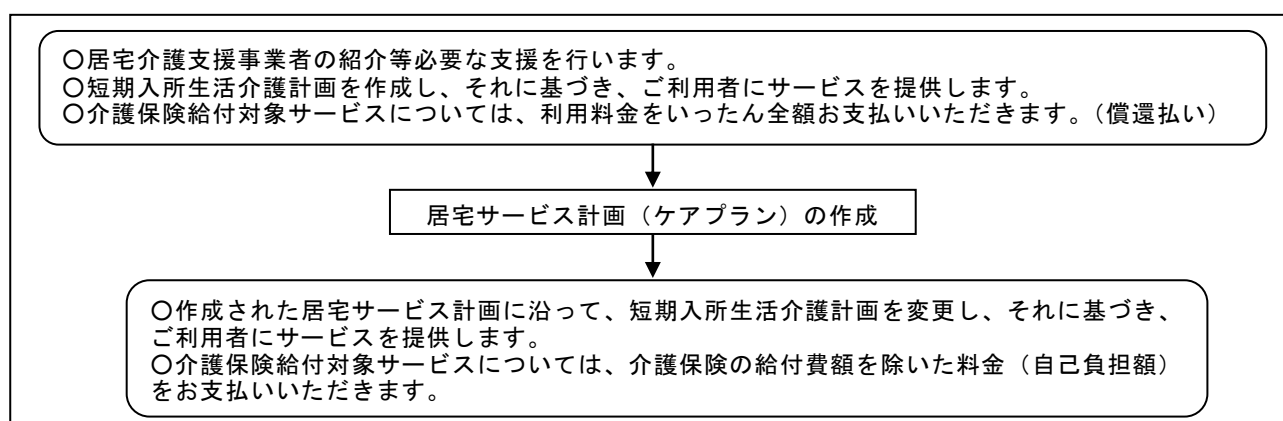 〇居宅介護支援事業者の紹介等必要な支援を行います。
〇短期入所生活介護計画を作成し、それに基づき、ご利用者にサービスを提供します。
〇介護保険給付対象サービスについては、利用料金をいったん全額お支払いいただきます。（償還払い）
居宅サービス計画（ケアプラン）の作成
〇作成された居宅サービス計画に沿って、短期入所生活介護計画を変更し、それに基づき、
ご利用者にサービスを提供します。
〇介護保険給付対象サービスについては、介護保険の給付費額を除いた料金（自己負担額）
をお支払いいただきます。